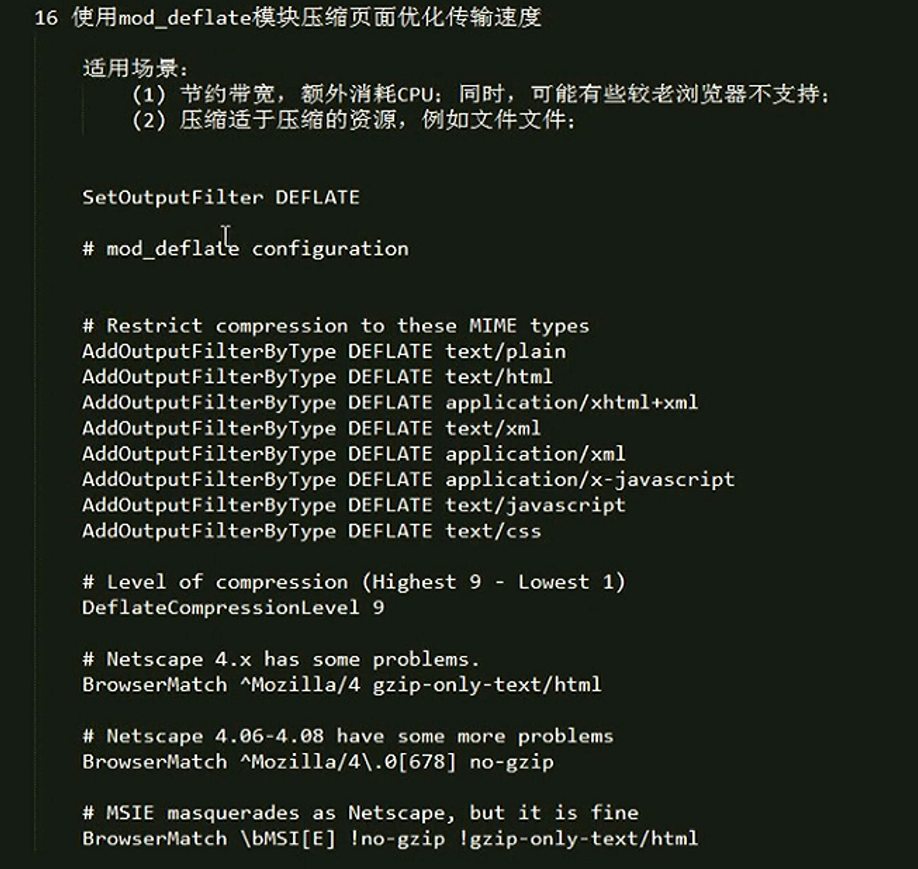 16 使用mod_deflate模块压缩页面优化传输速度
适用场景：
(1) 节约带宽，额外消耗CPU；同时，可能有些较老浏览器不支持；
(2) 压缩适于压缩的资源，例如文件文件；
SetOutputFilter DEFLATE
# mod_deflate configuration
# Restrict compression to these MIME types
AddOutputFilterByType DEFLATE text/plain
AddOutputFilterByType DEFLATE text/html
AddOutputFilterByType DEFLATE application/xhtml+xml
AddOutputFilterByType DEFLATE text/xml
AddOutputFilterByType DEFLATE application/xml
AddOutputFilterByType DEFLATE application/x-javascript
AddOutputFilterByType DEFLATE text/javascript
AddOutputFilterByType DEFLATE text/css
# Level of compression (Highest 9 - Lowest 1)
DeflateCompressionLevel 9
# Netscape 4.x has some problems.
BrowserMatch ^Mozilla/4 gzip-only-text/html
# Netscape 4.06-4.08 have some more problems
BrowserMatch ^Mozilla/4\.0[678] no-gzip
# MSIE masquerades as Netscape, but it is fine
BrowserMatch \bMSI[E] !no-gzip !gzip-only-text/html